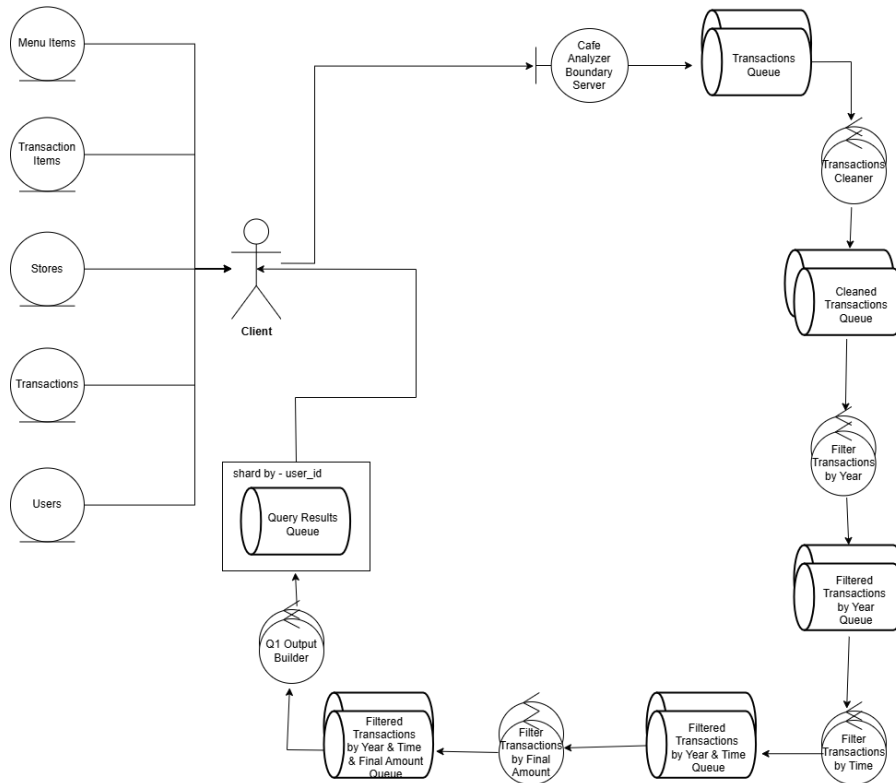 Menu Items
Transaction
Items
Stores
Transactions
Users
Client
Cafe
Analyzer
Boundary
Server
Transactions
Queue
Transactions
Cleaner
Cleaned
Transactions
Queue
Filter
Transactions
by Year
Filtered
Transactions
by Year
Queue
Filter
Transactions
by Time
Filtered
Transactions
by Year & Time
Queue
Filter
Transactions
by Final Amount
Filtered
Transactions
by Year & Time
& Final Amount
Queue
Q1 Output
Builder
shard by - user_id
Query Results
Queue